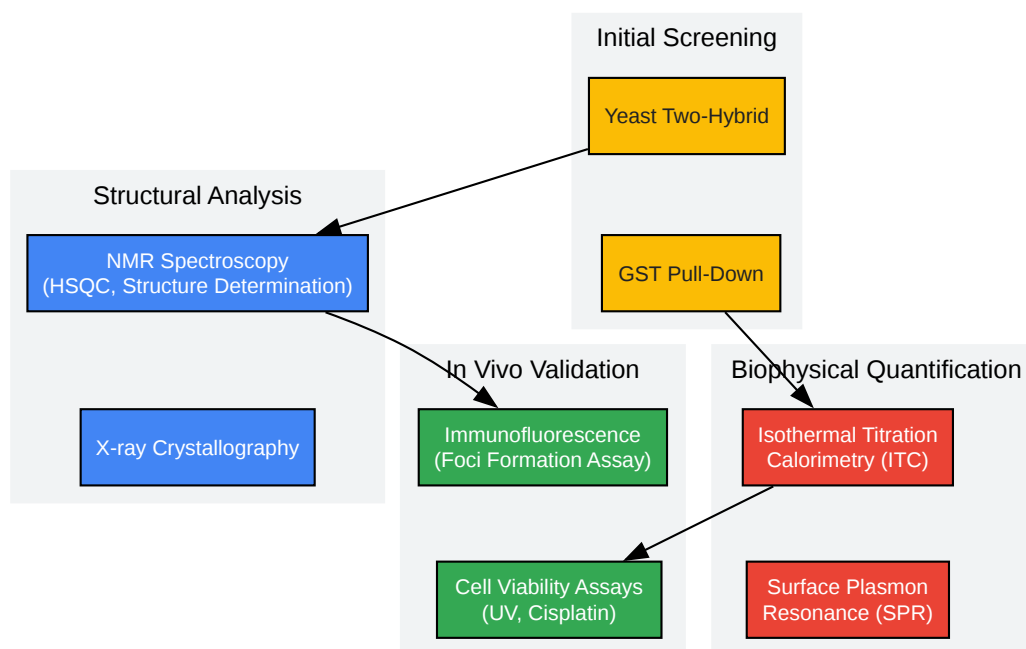 Initial Screening
Yeast Two-Hybrid
Structural Analysis
NMR Spectroscopy
(HSQC, Structure Determination)
GST Pull-Down
In Vivo Validation
Biophysical Quantification
X-ray Crystallography
Immunofluorescence
(Foci Formation Assay)
Isothermal Titration
Calorimetry (ITC)
Cell Viability Assays
(UV, Cisplatin)
Surface Plasmon
Resonance (SPR)